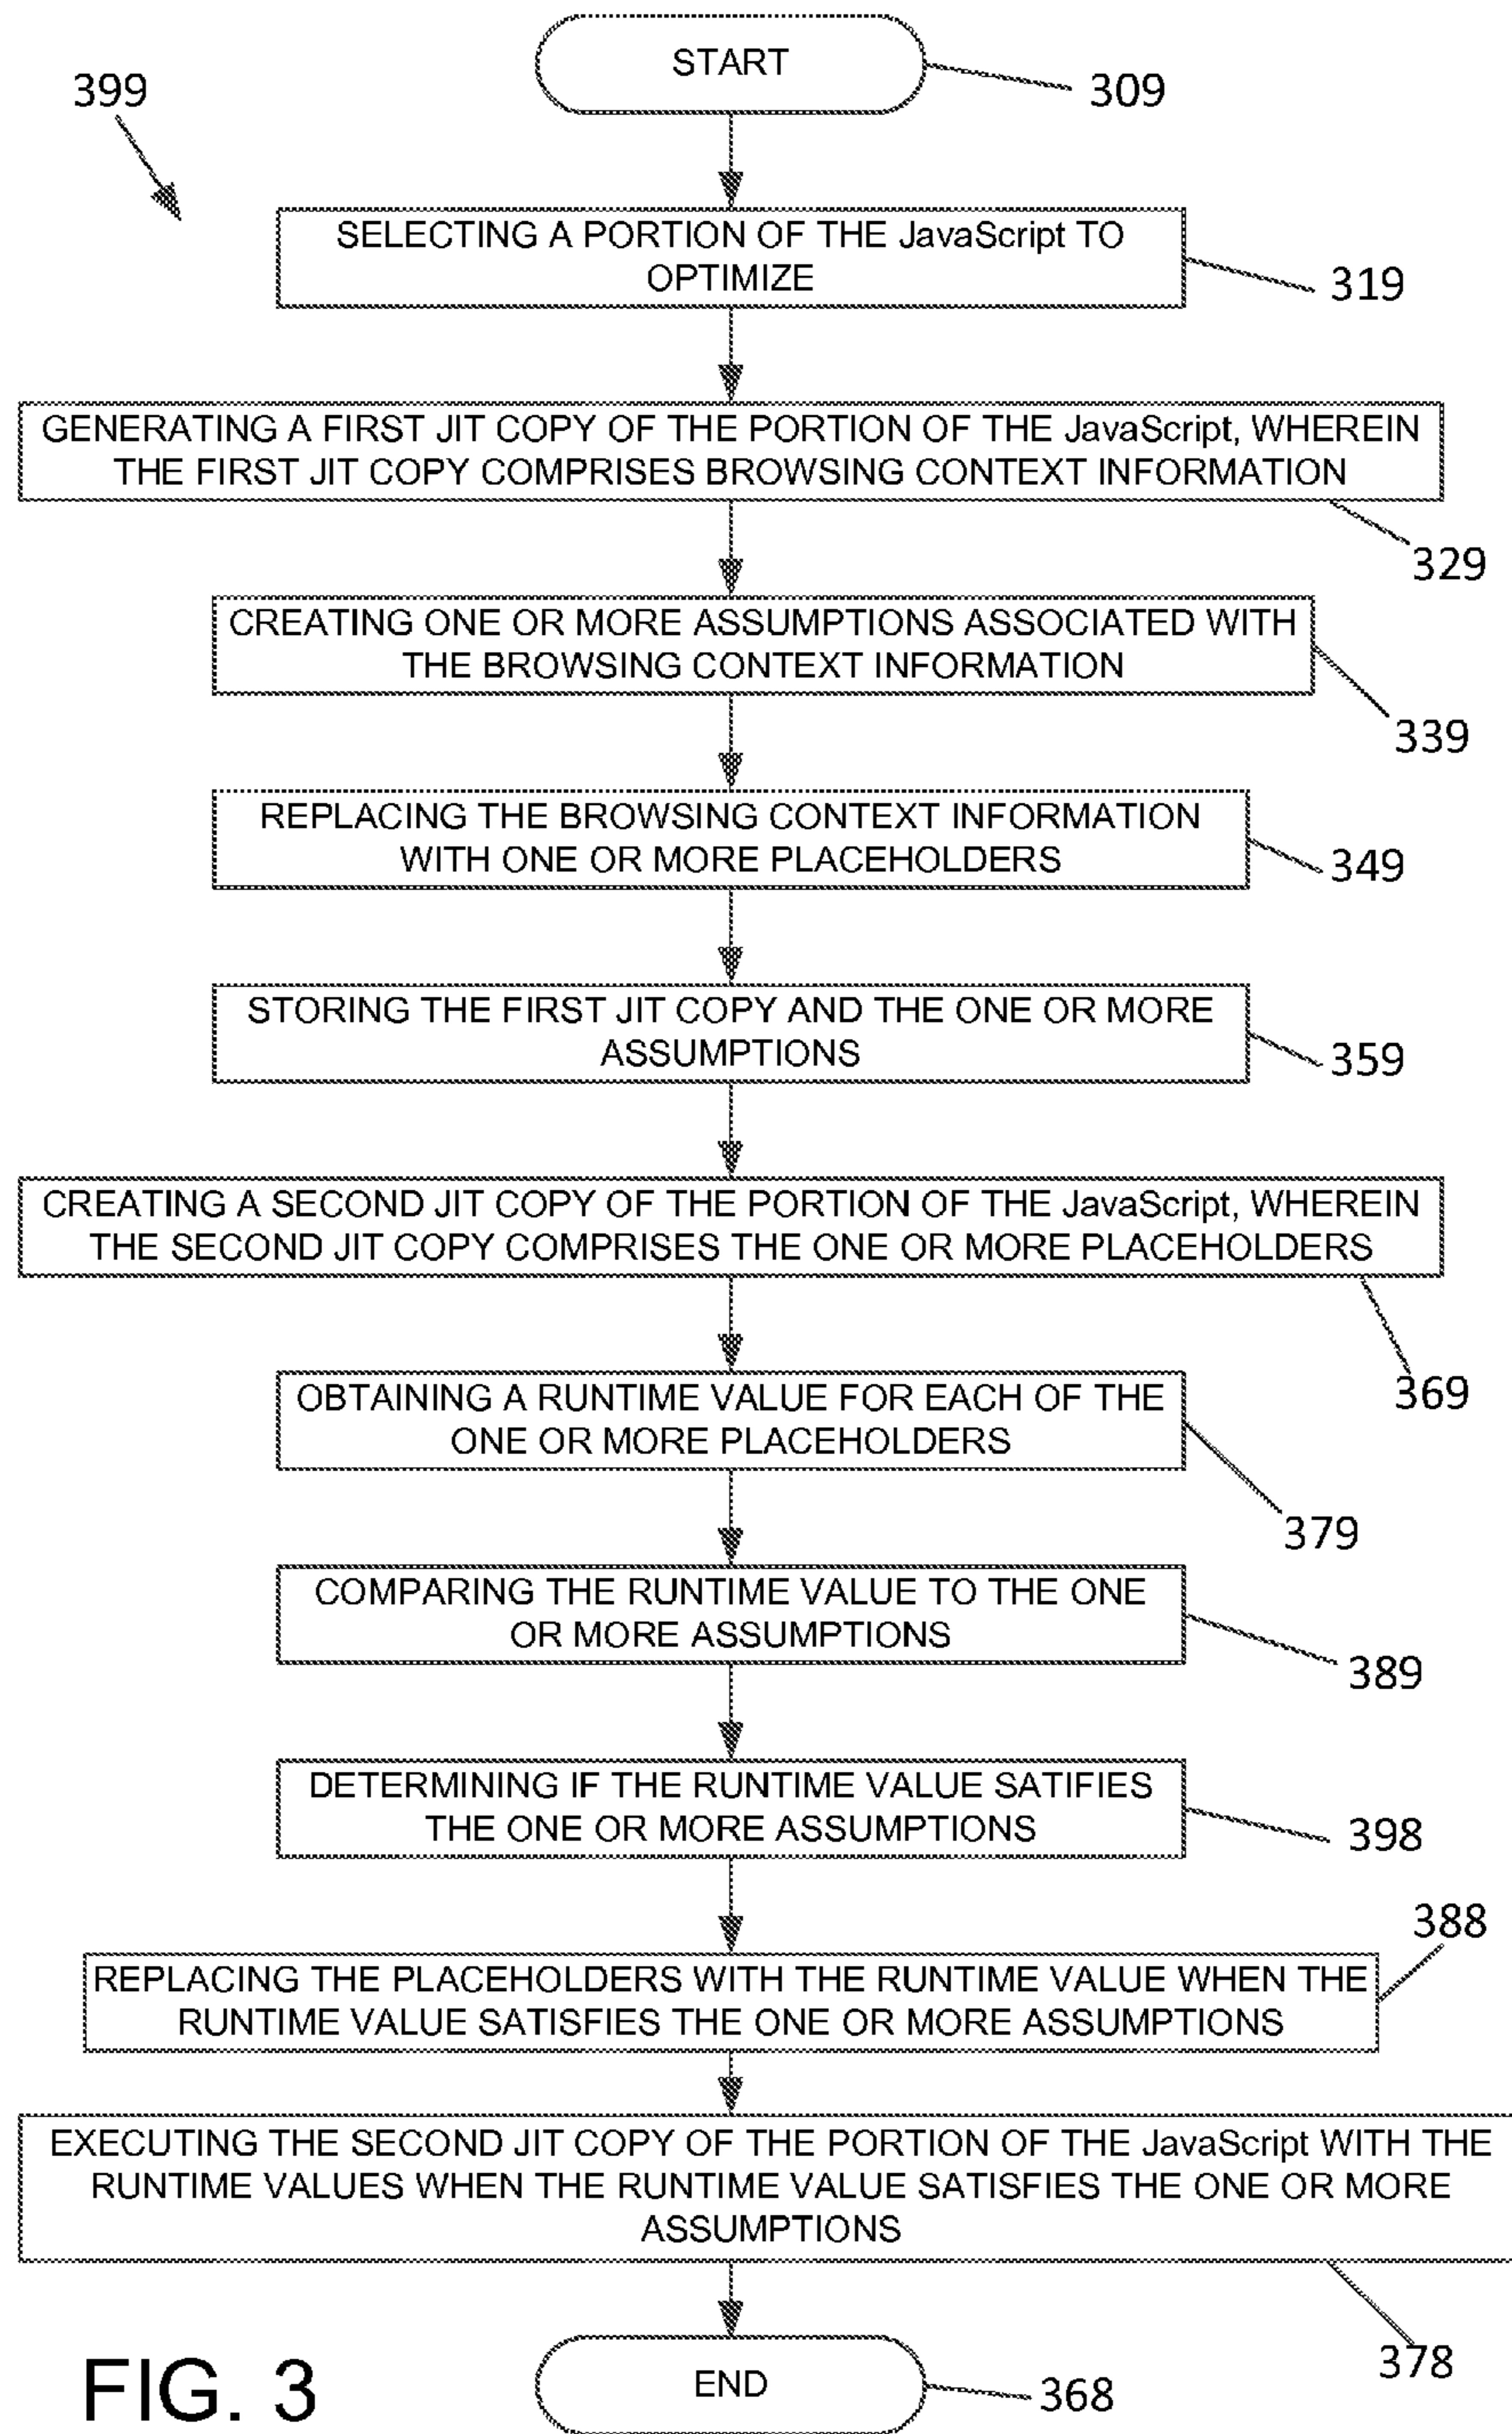 START
309
399
SELECTING A PORTION OF THE JavaScript TO
OPTIMIZE
319
GENERATING A FIRST JIT COPY OF THE PORTION OF THE JavaScript, WHEREIN
THE FIRST JIT COPY COMPRISES BROWSING CONTEXT INFORMATION
329
CREATING ONE OR MORE ASSUMPTIONS ASSOCIATED WITH
THE BROWSING CONTEXT INFORMATION
339
REPLACING THE BROWSING CONTEXT INFORMATION
WITH ONE OR MORE PLACEHOLDERS
349
STORING THE FIRST JIT COPY AND THE ONE OR MORE
ASSUMPTIONS
359
CREATING A SECOND JIT COPY OF THE PORTION OF THE JavaScript, WHEREIN
THE SECOND JIT COPY COMPRISES THE ONE OR MORE PLACEHOLDERS
369
OBTAINING A RUNTIME VALUE FOR EACH OF THE
ONE OR MORE PLACEHOLDERS
379
COMPARING THE RUNTIME VALUE TO THE ONE
OR MORE ASSUMPTIONS
389
DETERMINING IF THE RUNTIME VALUE SATIFIES
THE ONE OR MORE ASSUMPTIONS
398
388
REPLACING THE PLACEHOLDERS WITH THE RUNTIME VALUE WHEN THE
RUNTIME VALUE SATISFIES THE ONE OR MORE ASSUMPTIONS
EXECUTING THE SECOND JIT COPY OF THE PORTION OF THE JavaScript WITH THE
RUNTIME VALUES WHEN THE RUNTIME VALUE SATISFIES THE ONE OR MORE
ASSUMPTIONS
378
END
368
FIG. 3